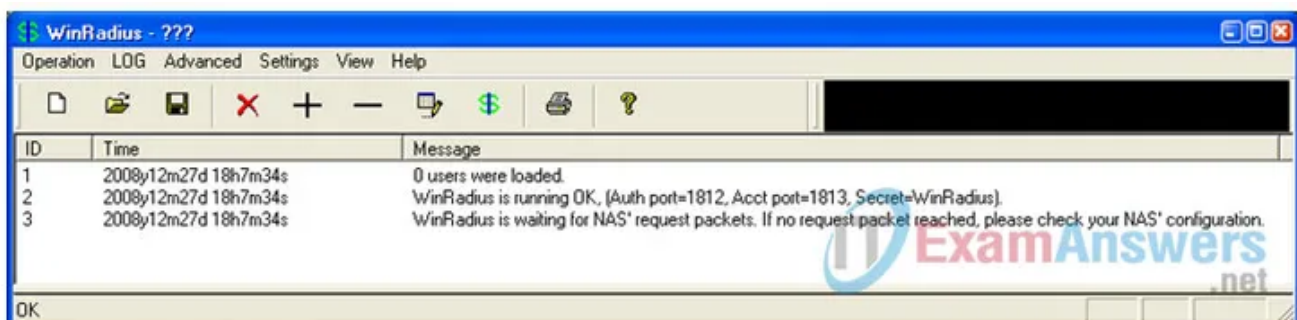 WinRadius - ???
Operation LOG Advanced Settings View Help
ID Time Message
1 2008y12m27d 18h7m34s 0 users were loaded.
2 2008y12m27d 18h7m34s WinRadius is running OK, (Auth port=1812, Acct port=1813, Secret=WinRadius).
3 2008y12m27d 18h7m34s WinRadius is waiting for NAS' request packets. If no request packet reached, please check your NAS' configuration.
IT ExamAnswers
.net
OK